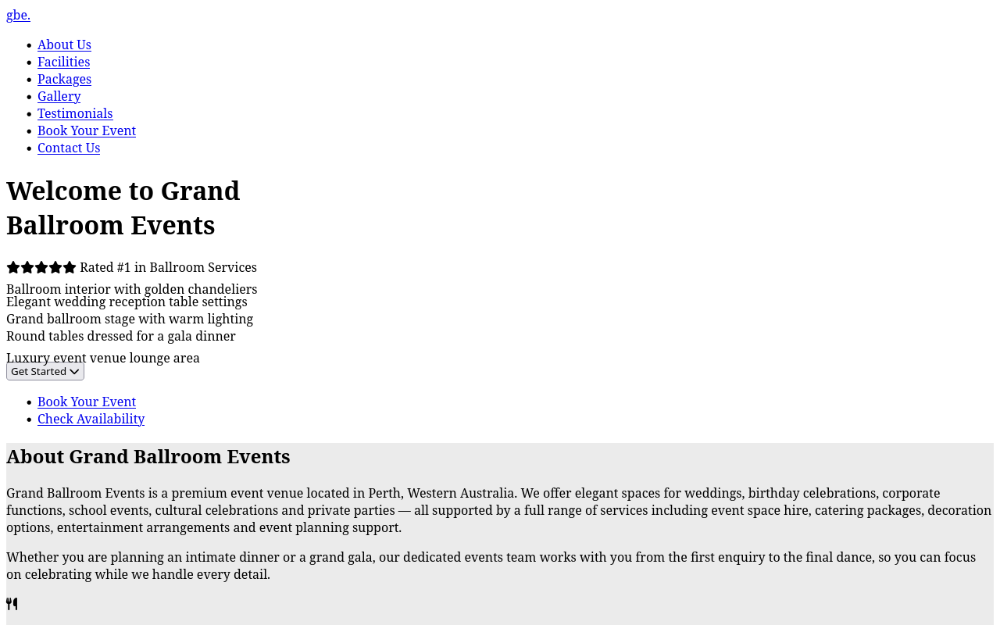 gbe.
About Us
Facilities
Packages
Gallery
Testimonials
Book Your Event
Contact Us
Welcome to Grand
Ballroom Events
Rated #1 in Ballroom Services
Ballroom interior with golden chandeliers
Elegant wedding reception table settings
Grand ballroom stage with warm lighting
Round tables dressed for a gala dinner
Luxury event venue lounge area
Get Started
Book Your Event
Check Availability
About Grand Ballroom Events
Grand Ballroom Events is a premium event venue located in Perth, Western Australia. We offer elegant spaces for weddings, birthday celebrations, corporate
functions, school events, cultural celebrations and private parties — all supported by a full range of services including event space hire, catering packages, decoration
options, entertainment arrangements and event planning support.
Whether you are planning an intimate dinner or a grand gala, our dedicated events team works with you from the first enquiry to the final dance, so you can focus
on celebrating while we handle every detail.